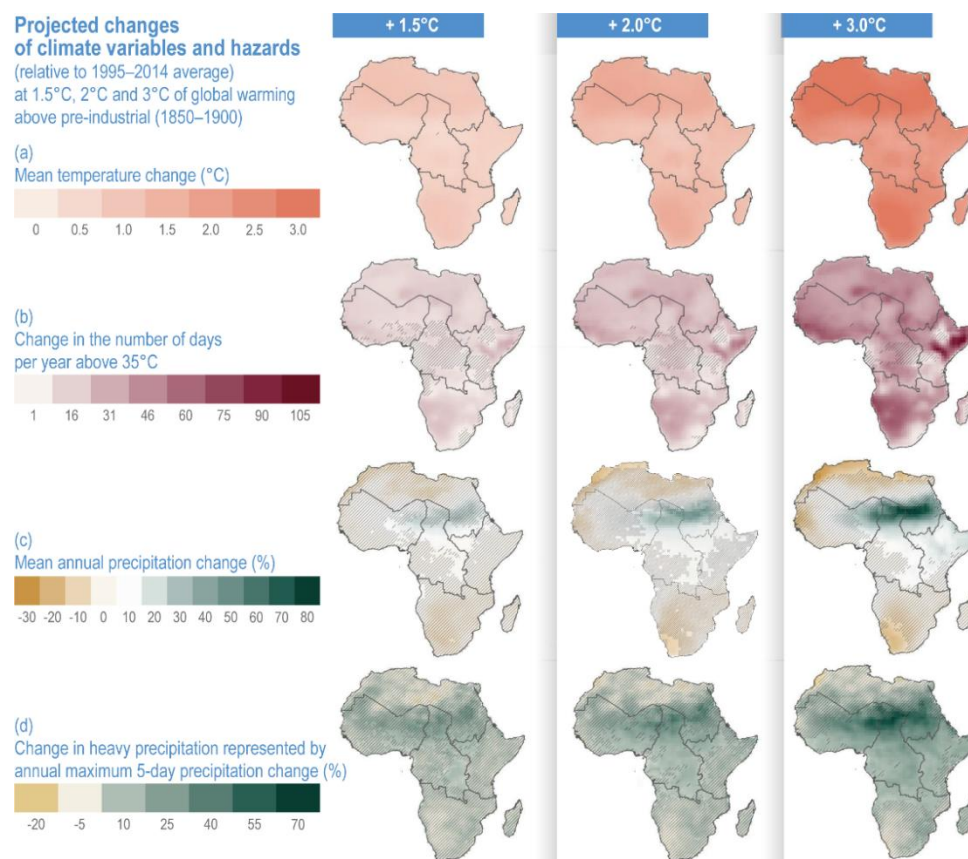 Projected changes
of climate variables and hazards
(relative to 1995–2014 average)
at 1.5°C, 2°C and 3°C of global warming
above pre-industrial (1850–1900)
+ 1.5°C
+ 2.0°C
+ 3.0°C
(a)
Mean temperature change (°C)
0 0.5 1.0 1.5 2.0 2.5 3.0
(b)
Change in the number of days
per year above 35°C
1 16 31 46 60 75 90 105
(c)
Mean annual precipitation change (%)
-30 -20 -10 0 10 20 30 40 50 60 70 80
(d)
Change in heavy precipitation represented by
annual maximum 5-day precipitation change (%)
-20 -5 10 25 40 55 70